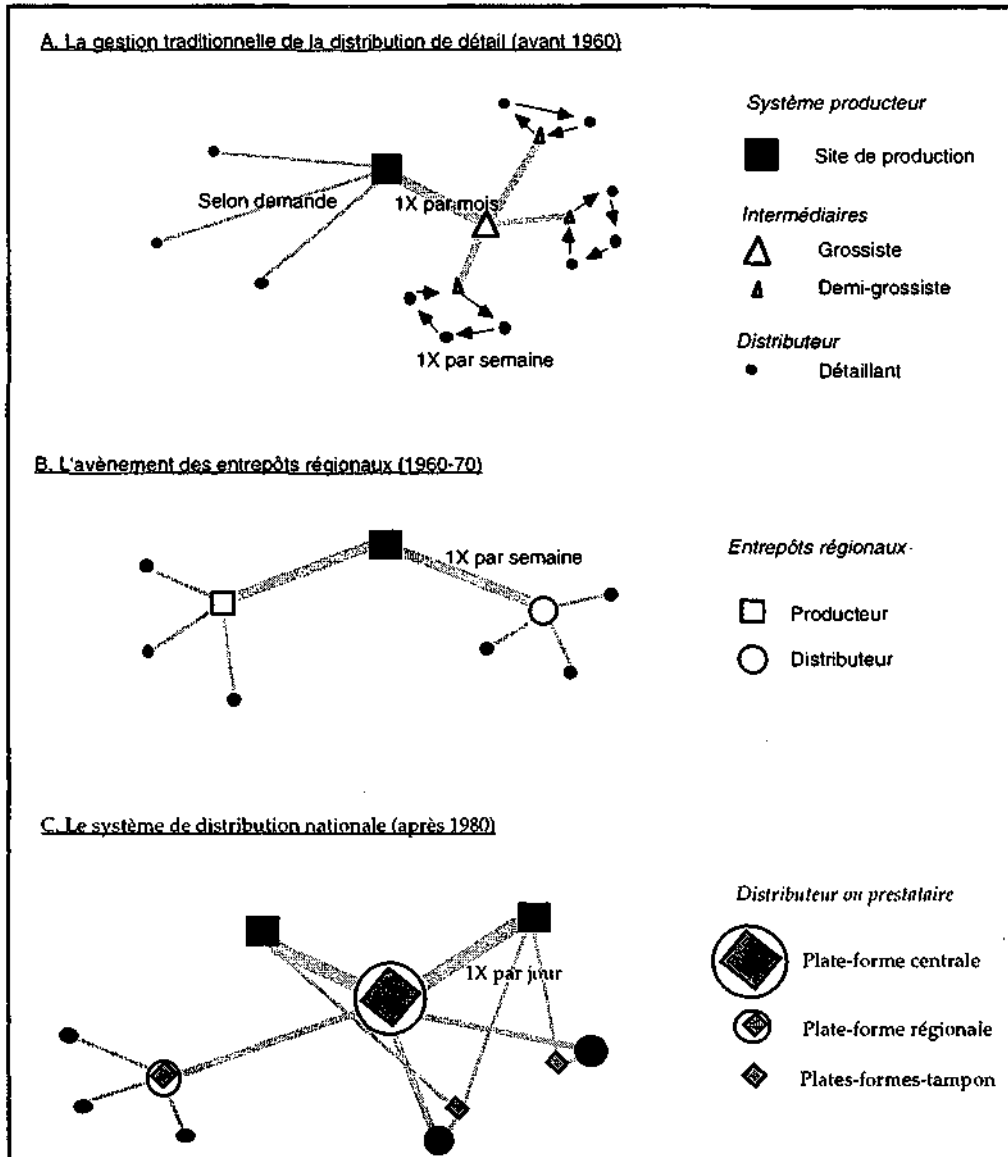 A. La gestion traditionnelle de la distribution de détail (avant 1960)
Selon demande
1X par mois
1X par semaine
Système producteur
Site de production
Intermédiaires
Grossiste
Demi-grossiste
Distributeur
Détaillant
B. L'avènement des entrepôts régionaux (1960-70)
1X par semaine
Entrepôts régionaux
Producteur
Distributeur
C. Le système de distribution nationale (après 1980)
1X par jour
Distributeur ou prestataire
Plate-forme centrale
Plate-forme régionale
Plates-formes-tampon